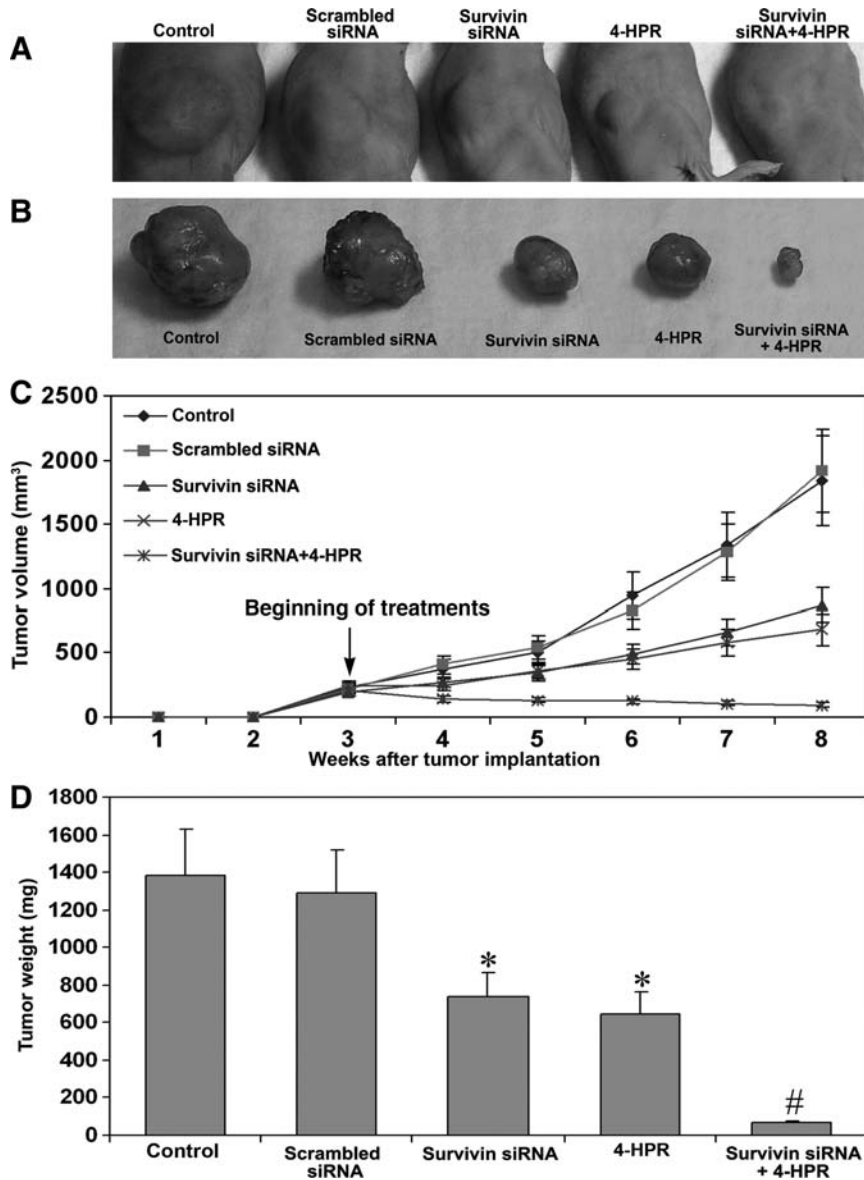 A
Control
Scrambled
siRNA
Survivin
siRNA
4-HPR
Survivin
siRNA+4-HPR
B
Control
Scrambled siRNA
Survivin siRNA
4-HPR
Survivin siRNA
+ 4-HPR
C
Tumor volume (mm³)
2500
2000
1500
1000
500
0
Control
Scrambled siRNA
Survivin siRNA
4-HPR
Survivin siRNA+4-HPR
Beginning of treatments
1 2 3 4 5 6 7 8
Weeks after tumor implantation
D
Tumor weight (mg)
1800
1600
1400
1200
1000
800
600
400
200
0
*
*
#
Control
Scrambled
siRNA
Survivin siRNA
4-HPR
Survivin siRNA
+ 4-HPR